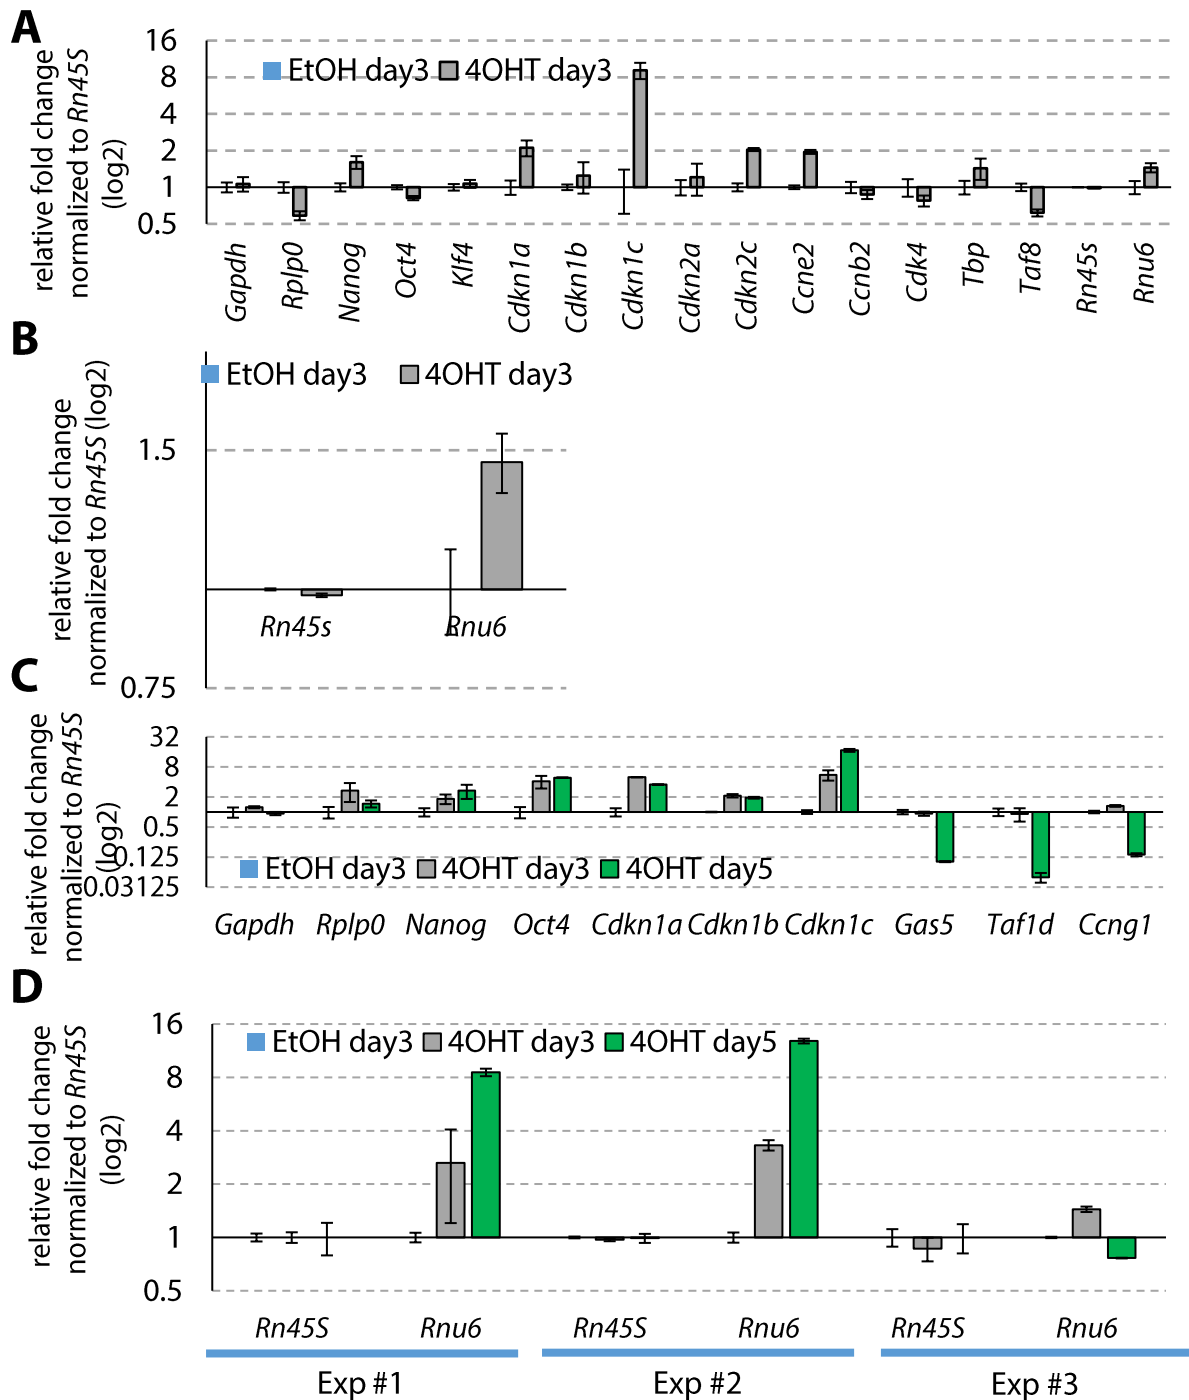 A
relative fold change
normalized to Rn45S
(log2)
16
8
4
2
1
0.5
EtOH day3 4OHT day3
Gapdh Rplp0 Nanog Oct4 Klf4 Cdkn1a Cdkn1b Cdkn1c Cdkn2a Cdkn2c Ccne2 Ccnb2 Cdk4 Tbp Taf8 Rn45s Rnu6
B
relative fold change
normalized to Rn45S (log2)
EtOH day3 4OHT day3
1.5
0.75
Rn45s Rnu6
C
relative fold change
normalized to Rn45S
(log2)
32
8
2
0.5
0.125
0.03125
EtOH day3 4OHT day3 4OHT day5
Gapdh Rplp0 Nanog Oct4 Cdkn1a Cdkn1b Cdkn1c Gas5 Taf1d Ccng1
D
relative fold change
normalized to Rn45S
(log2)
16
8
4
2
1
0.5
EtOH day3 4OHT day3 4OHT day5
Rn45S Rnu6 Rn45S Rnu6 Rn45S Rnu6
Exp #1 Exp #2 Exp #3